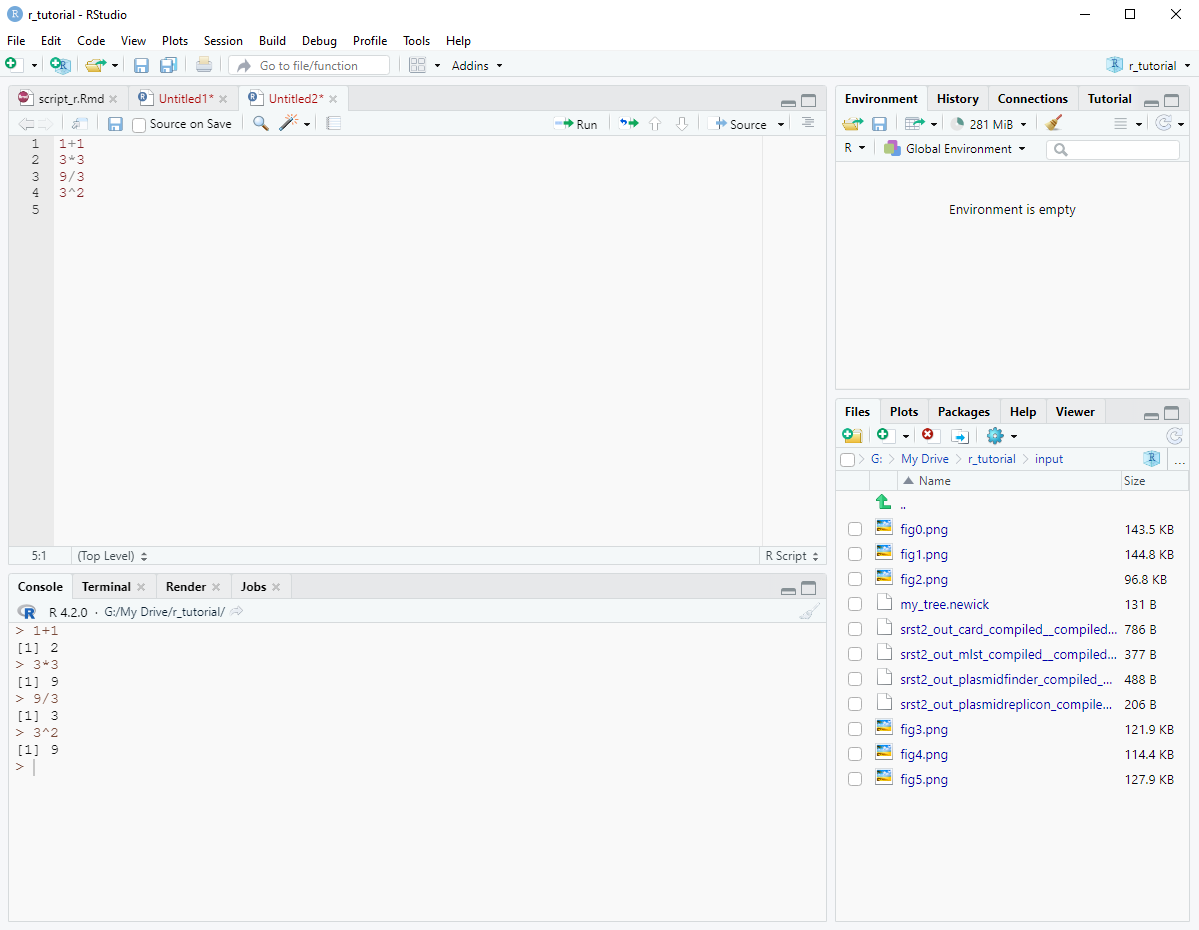 r_tutorial - RStudio
File Edit Code View Plots Session Build Debug Profile Tools Help
Go to file/function Addins r_tutorial
script_r.Rmd Untitled1* Untitled2*
Source on Save Run Source
1 1+1
2 3*3
3 9/3
4 3^2
5
5:1 (Top Level) R Script
Console Terminal Render Jobs
R 4.2.0 · G:/My Drive/r_tutorial/
> 1+1
[1] 2
> 3*3
[1] 9
> 9/3
[1] 3
> 3^2
[1] 9
>
Environment History Connections Tutorial
281 MiB
R Global Environment
Environment is empty
Files Plots Packages Help Viewer
G: My Drive r_tutorial input ...
Name Size
..
fig0.png 143.5 KB
fig1.png 144.8 KB
fig2.png 96.8 KB
my_tree.newick 131 B
srst2_out_card_compiled__compiled... 786 B
srst2_out_mlst_compiled__compiled... 377 B
srst2_out_plasmidfinder_compiled_... 488 B
srst2_out_plasmidreplicon_compile... 206 B
fig3.png 121.9 KB
fig4.png 114.4 KB
fig5.png 127.9 KB